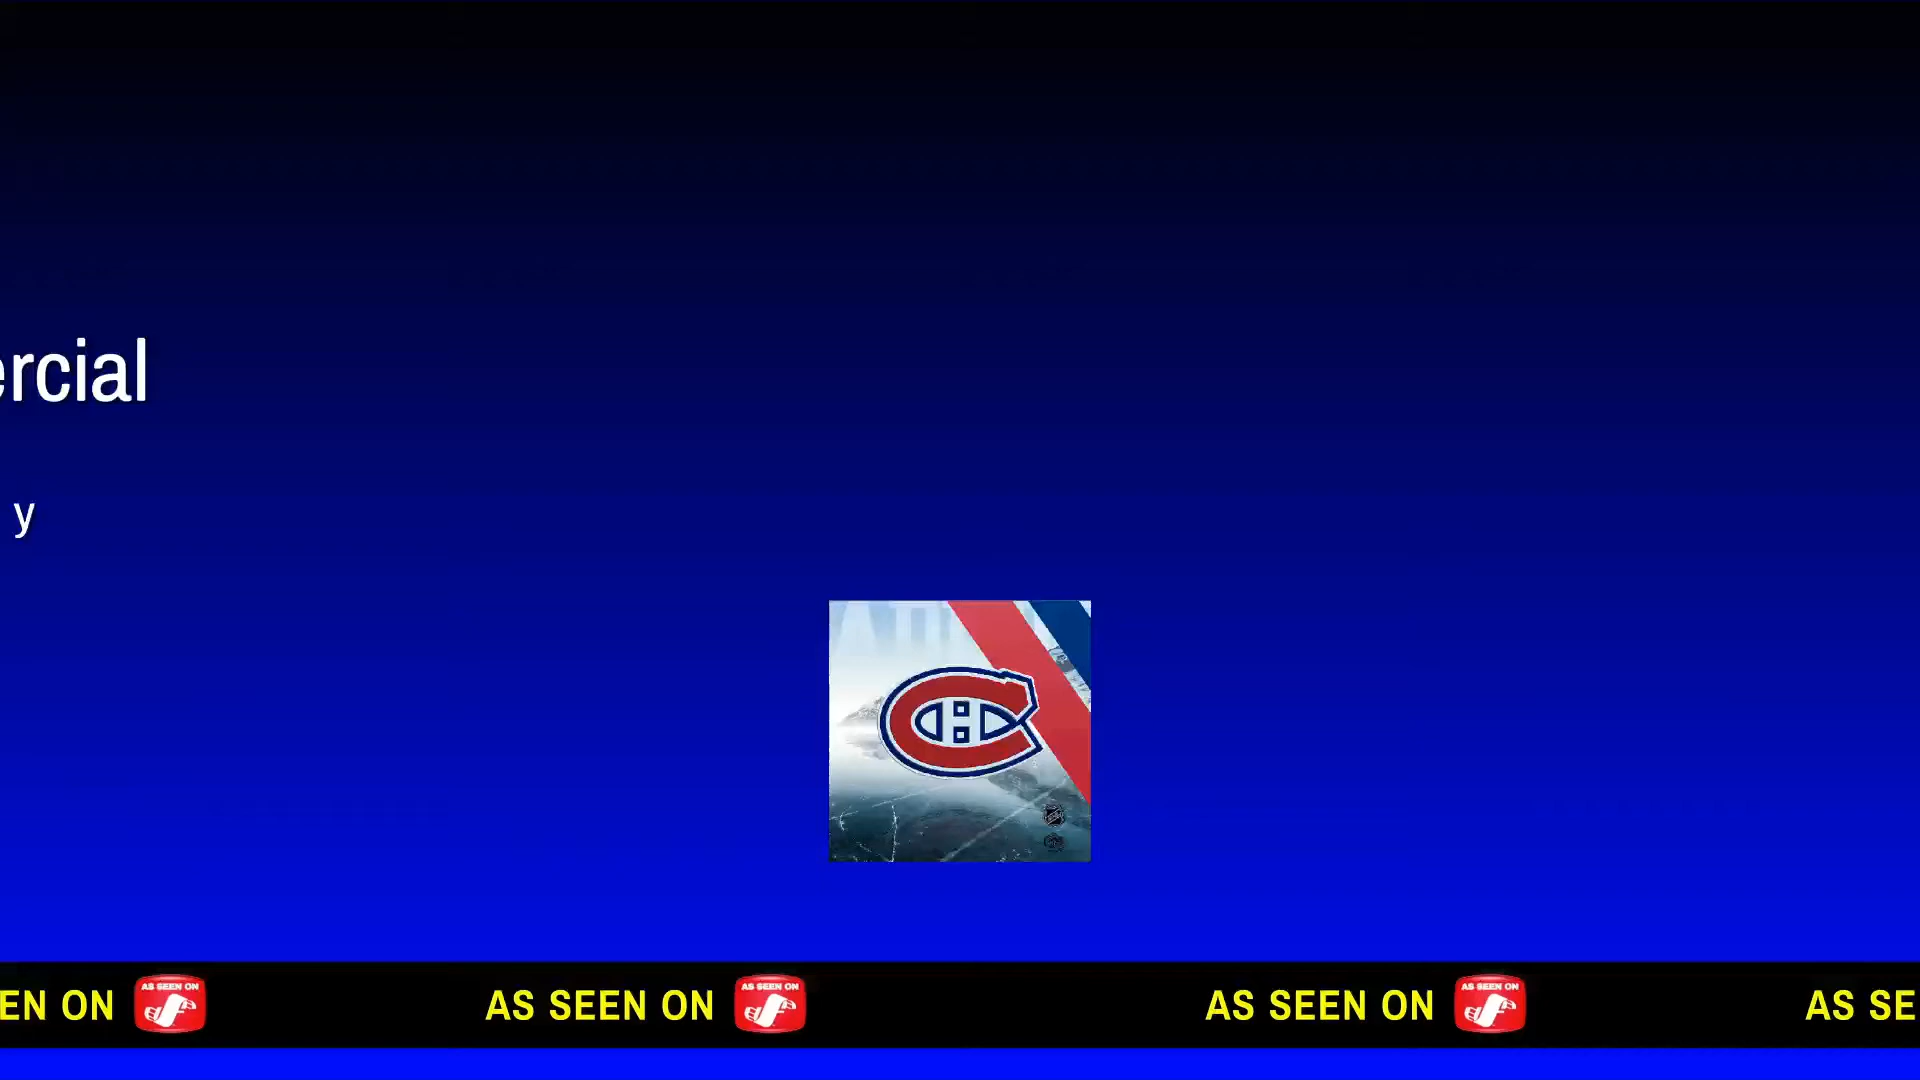 ercial
y
EN ON AS SEEN ON
AS SEEN ON AS SEEN ON
AS SEEN ON AS SEEN ON
AS SE